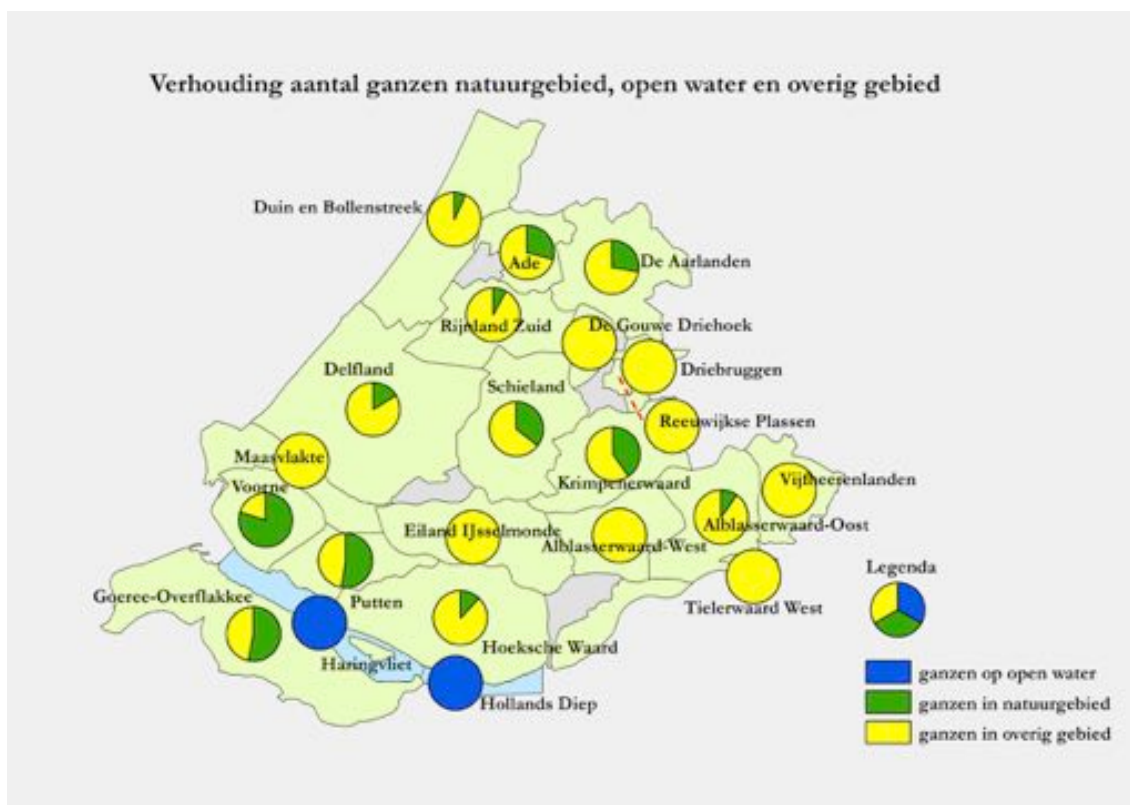 Verhouding aantal ganzen natuurgebied, open water en overig gebied
Duin en Bollenstreek
Ade
De Aarlanden
Rijnland Zuid
De Gouwe Driehoek
Delfland
Schieland
Driebruggen
Reeuwijkse Plassen
Maasvlakte
Voorne
Krimpenerwaard
Vijfheerenlanden
Eiland IJsselmonde
Alblasserwaard-West
Alblasserwaard-Oost
Goeree-Overflakkee
Putten
Tielerwaard West
Legenda
Hoeksche Waard
Haringvliet
Hollands Diep
ganzen op open water
ganzen in natuurgebied
ganzen in overig gebied